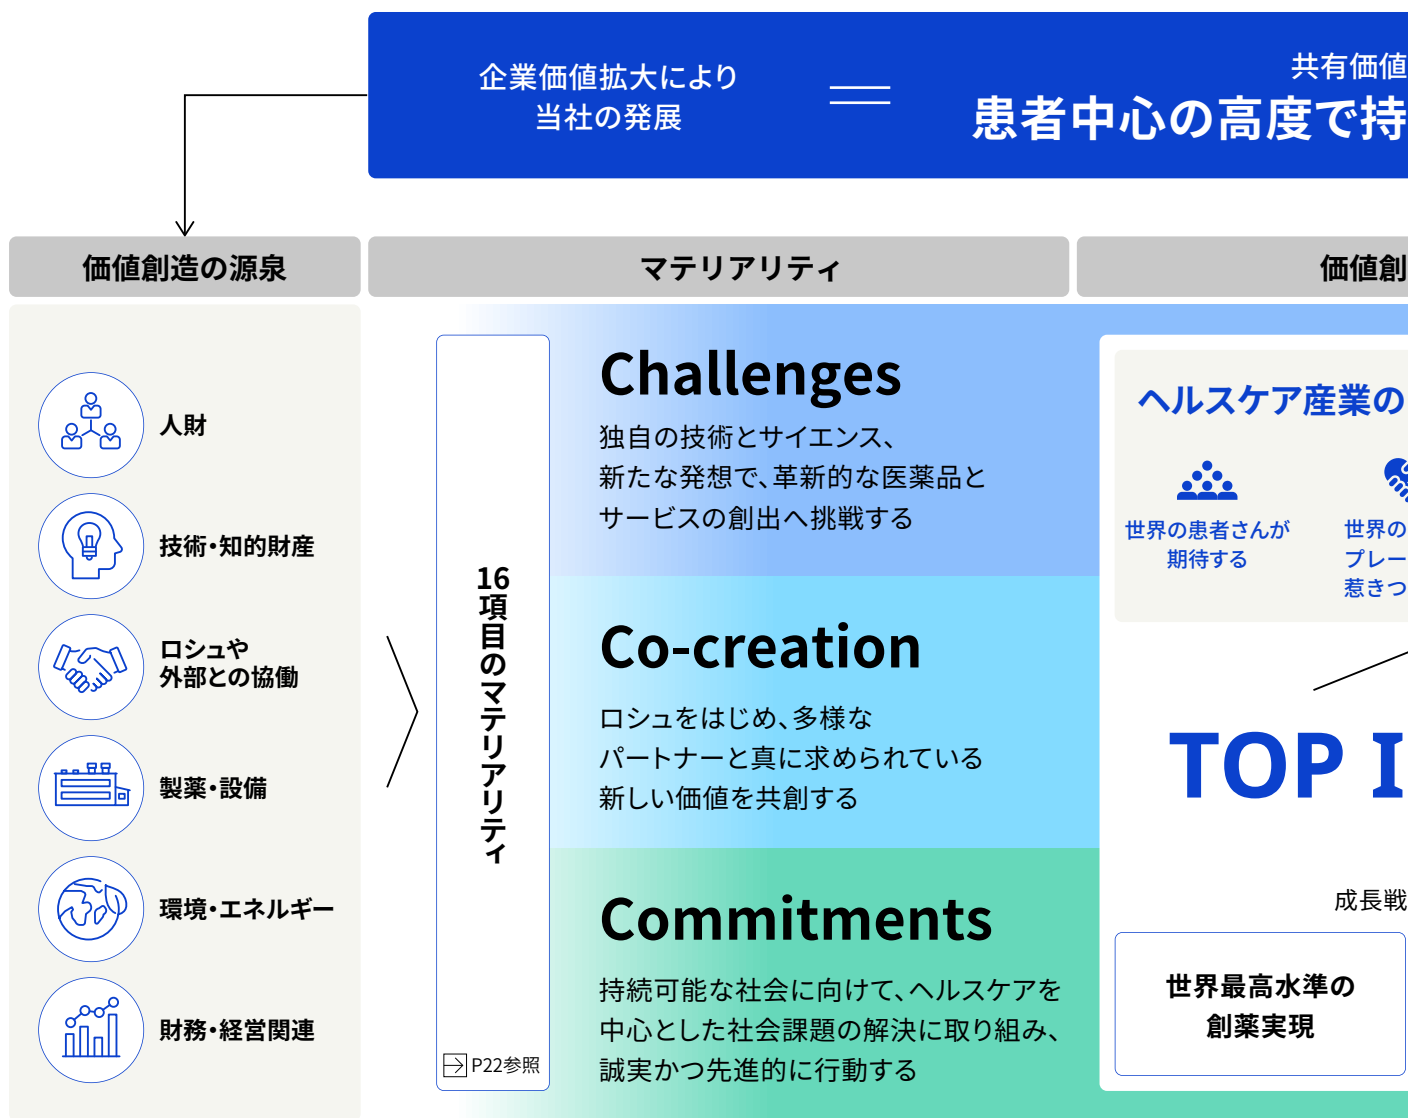 企業価値拡大により
当社の発展
共有価値
患者中心の高度で持
価値創造の源泉
マテリアリティ
価値創
人財
技術・知的財産
ロシュや
外部との協働
製薬・設備
環境・エネルギー
財務・経営関連
16項目のマテリアリティ
P22参照
Challenges
独自の技術とサイエンス、
新たな発想で、革新的な医薬品と
サービスの創出へ挑戦する
Co-creation
ロシュをはじめ、多様な
パートナーと真に求められている
新しい価値を共創する
Commitments
持続可能な社会に向けて、ヘルスケアを
中心とした社会課題の解決に取り組み、
誠実かつ先進的に行動する
ヘルスケア産業の
世界の患者さんが
期待する
世界の
プレー
惹きつ
TOP I
成長戦
世界最高水準の
創薬実現